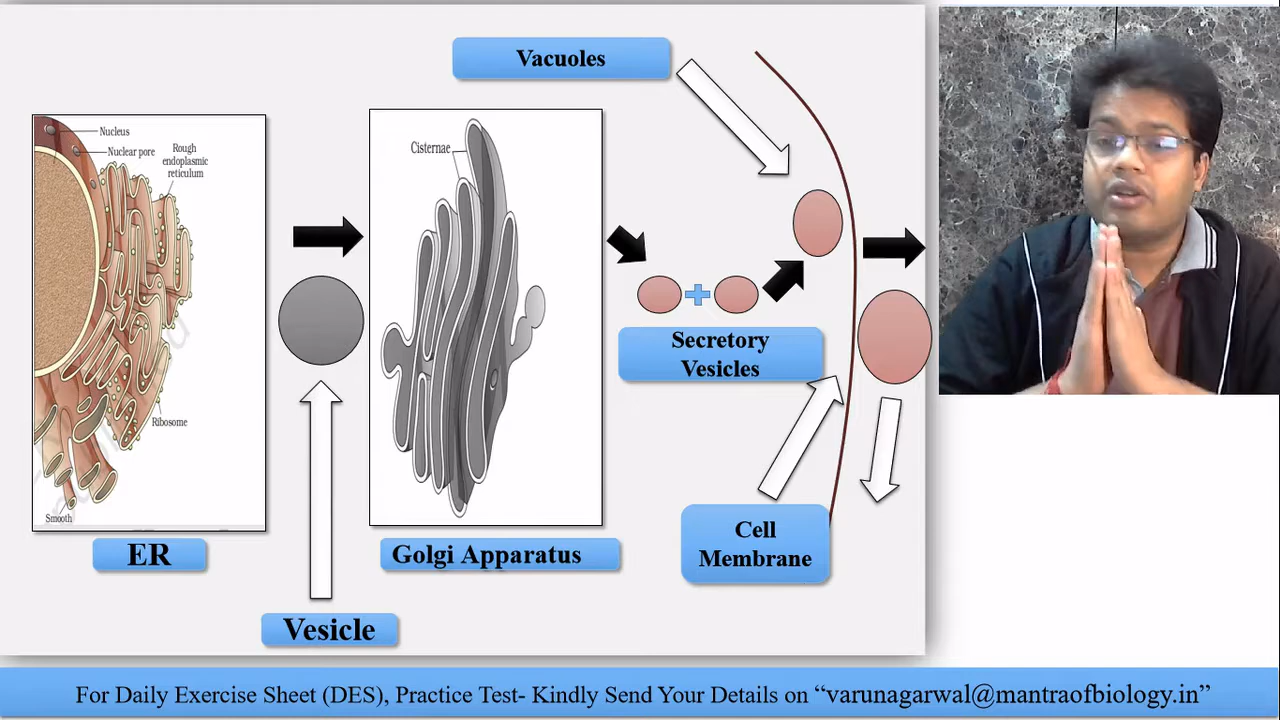 Vacuoles
Nucleus
Nuclear pore
Rough
endoplasmic
reticulum
Ribosome
Smooth
ER
Vesicle
Cisternae
Golgi Apparatus
Secretory
Vesicles
Cell
Membrane
For Daily Exercise Sheet (DES), Practice Test- Kindly Send Your Details on “varunagarwal@mantraofbiology.in”